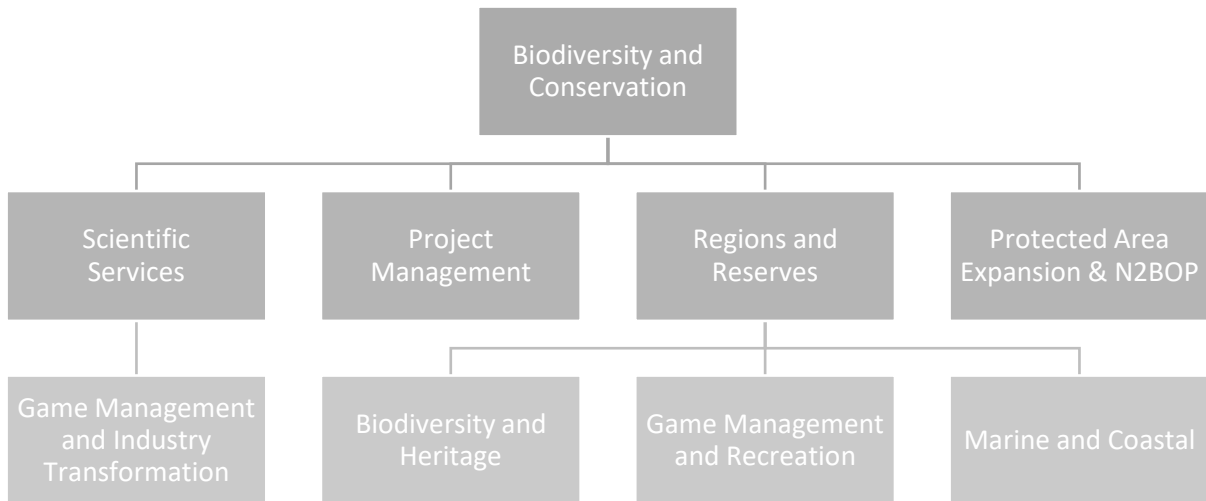 Biodiversity and
Conservation
Scientific
Services
Project
Management
Regions and
Reserves
Protected Area
Expansion & N2BOP
Game Management
and Industry
Transformation
Biodiversity and
Heritage
Game Management
and Recreation
Marine and Coastal